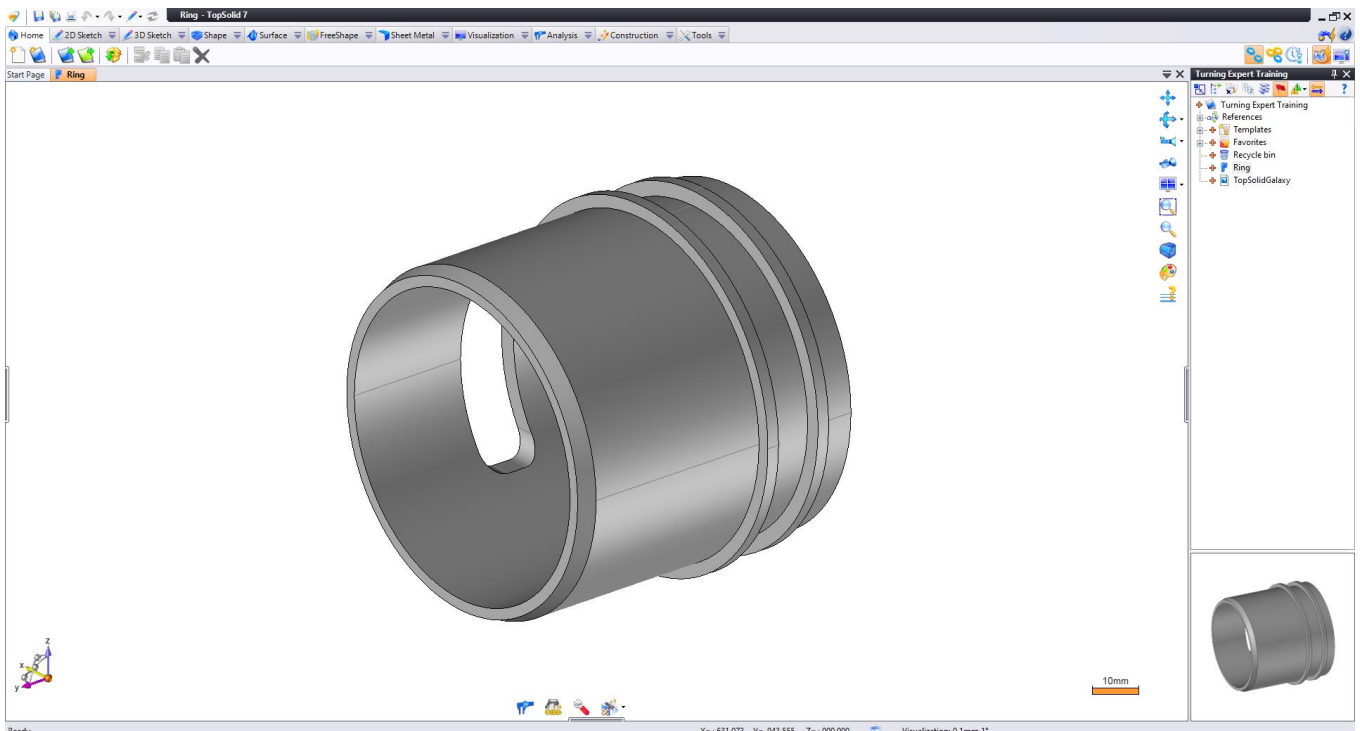 Ring - TopSolid 7
Home 2D Sketch 3D Sketch Shape Surface FreeShape Sheet Metal Visualization Analysis Construction Tools
Start Page Ring
Turning Expert Training
Turning Expert Training
References
Templates
Favorites
Recycle bin
Ring
TopSolidGalaxy
z
x
y
10mm